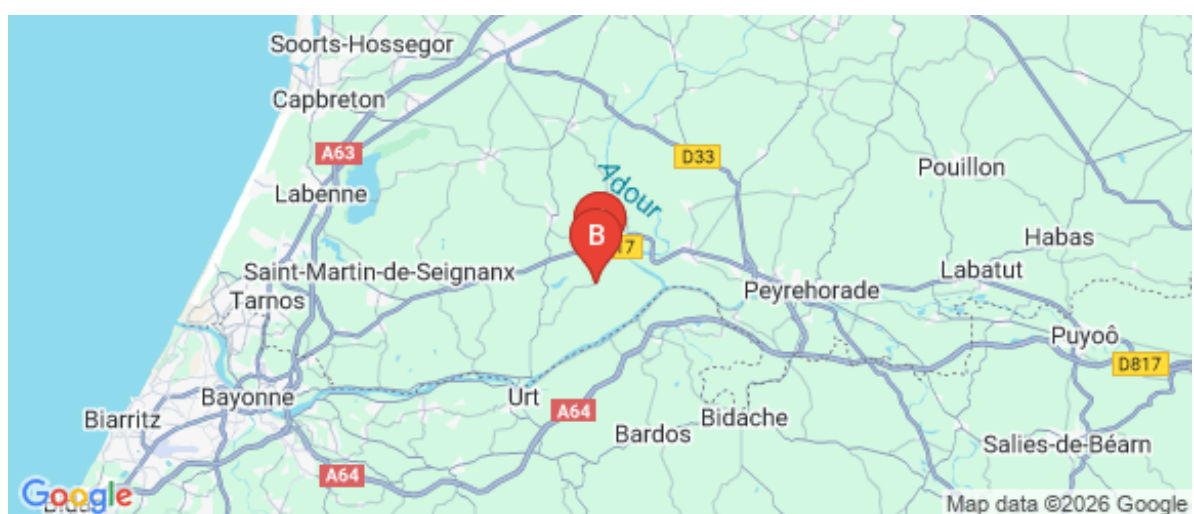 Soorts-Hossegor
Capbreton
A63
D33
Adour
Pouillon
Labenne
B
17
Habas
Saint-Martin-de-Seignanx
Labatut
Tarnos
Peyrehorade
Puyoô
D817
Bayonne
Urt
A64
Biarritz
Bardos
Bidache
Salies-de-Béarn
A64
Google
Map data ©2026 Google